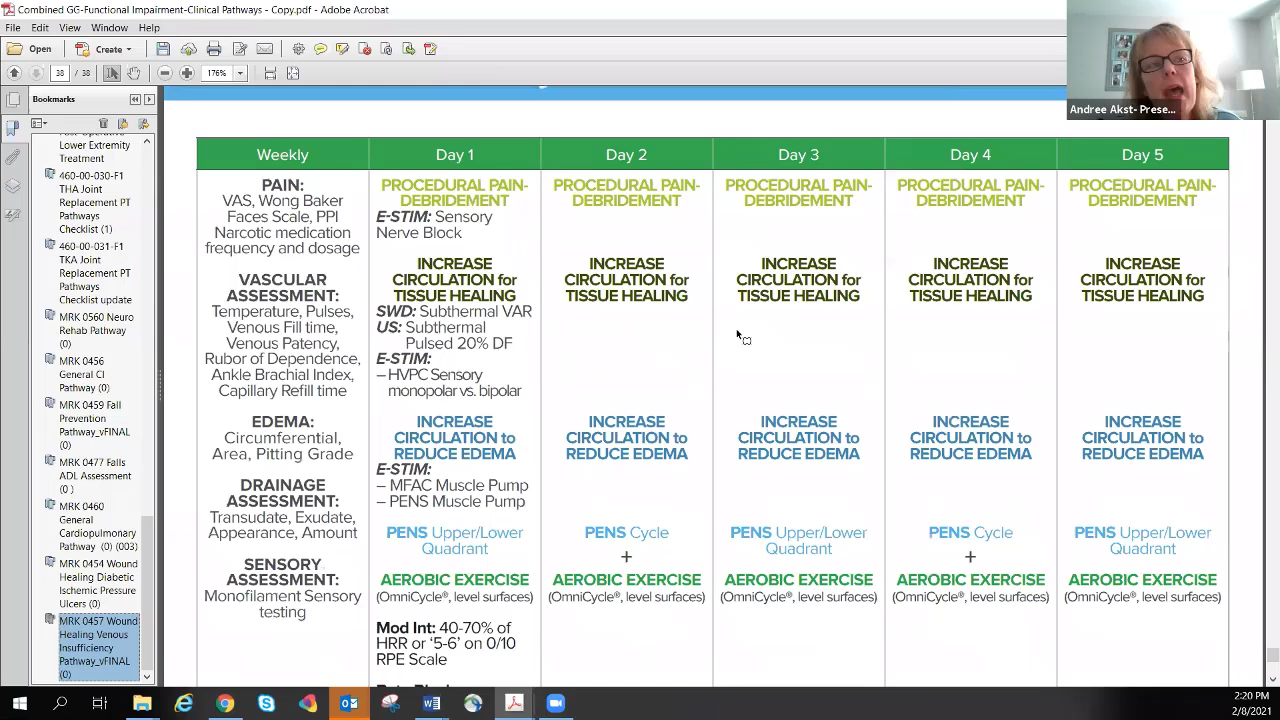 Combined GG-Functional Impairment-Clinical Pathways - Copy.pdf - Adobe Acrobat
File Edit View Window Help
Open
Create
38 / 38
176%
Bookmarks
Lower Extremity
Treatment
460-00-030-F1
THA Joint
Replacement PT
Pathways
Checklist (1)
460-00-031-F1
TKA Joint
Replacement PT
Checklist update
MRK 0560 Neuro
Rehab Pathway
(0)
MRK 0456
General CI
Pathway (0)
MRK 0459 Fall
Prevention
Pathway_vFINAL
(0)
MRK 0477 Falls
ADL Assessment
(0 )
MRK 0460
General
Cardiopulmonary
Pathway (0) (003)
MRK 0454 Wound
Healing Diabetic
Ischemic Pressure
Ulcers (0)
MRK 0457 Wound
Healing Venous
Insufficiency
Pathway_vFINAL
(0)
Andree Akst- Prese...
Weekly
PAIN:
VAS, Wong Baker
Faces Scale, PPI
Narcotic medication
frequency and dosage
VASCULAR
ASSESSMENT:
Temperature, Pulses,
Venous Fill time,
Venous Patency,
Rubor of Dependence,
Ankle Brachial Index,
Capillary Refill time
EDEMA:
Circumferential,
Area, Pitting Grade
DRAINAGE
ASSESSMENT:
Transudate, Exudate,
Appearance, Amount
SENSORY
ASSESSMENT:
Monofilament Sensory
testing
Day 1
PROCEDURAL PAIN-
DEBRIDEMENT
E-STIM: Sensory
Nerve Block
INCREASE
CIRCULATION for
TISSUE HEALING
SWD: Subthermal VAR
US: Subthermal
Pulsed 20% DF
E-STIM:
– HVPC Sensory
monopolar vs. bipolar
INCREASE
CIRCULATION to
REDUCE EDEMA
E-STIM:
– MFAC Muscle Pump
– PENS Muscle Pump
PENS Upper/Lower
Quadrant
AEROBIC EXERCISE
(OmniCycle®, level surfaces)
Mod Int: 40-70% of
HRR or ‘5-6’ on 0/10
RPE Scale
Day 2
PROCEDURAL PAIN-
DEBRIDEMENT
INCREASE
CIRCULATION for
TISSUE HEALING
INCREASE
CIRCULATION to
REDUCE EDEMA
PENS Cycle
+
AEROBIC EXERCISE
(OmniCycle®, level surfaces)
Day 3
PROCEDURAL PAIN-
DEBRIDEMENT
INCREASE
CIRCULATION for
TISSUE HEALING
INCREASE
CIRCULATION to
REDUCE EDEMA
PENS Upper/Lower
Quadrant
AEROBIC EXERCISE
(OmniCycle®, level surfaces)
Day 4
PROCEDURAL PAIN-
DEBRIDEMENT
INCREASE
CIRCULATION for
TISSUE HEALING
INCREASE
CIRCULATION to
REDUCE EDEMA
PENS Cycle
+
AEROBIC EXERCISE
(OmniCycle®, level surfaces)
Day 5
PROCEDURAL PAIN-
DEBRIDEMENT
INCREASE
CIRCULATION for
TISSUE HEALING
INCREASE
CIRCULATION to
REDUCE EDEMA
PENS Upper/Lower
Quadrant
AEROBIC EXERCISE
(OmniCycle®, level surfaces)
2:20 PM
2/8/2021